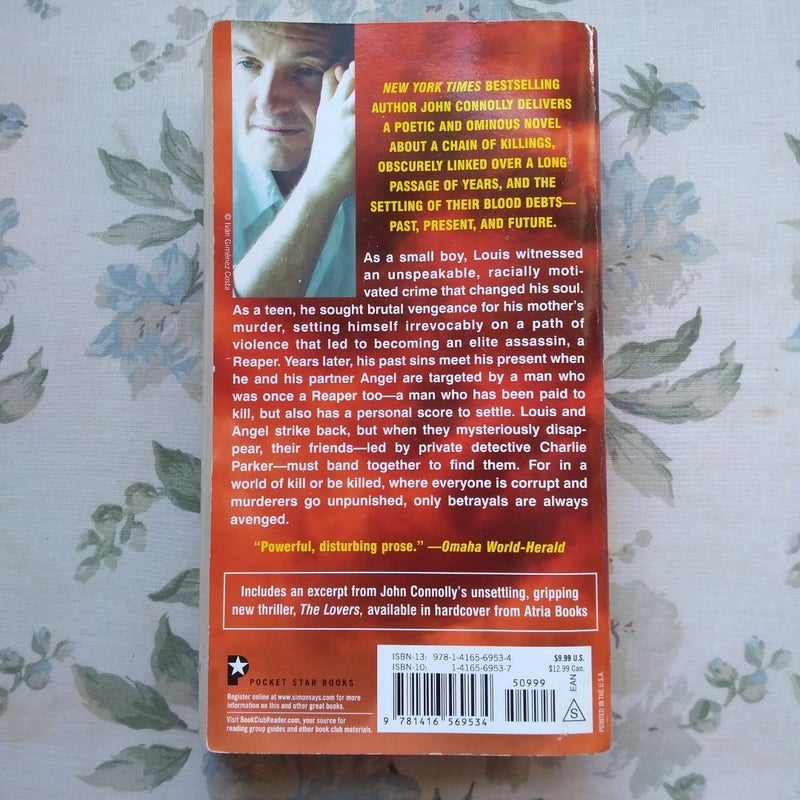 NEW YORK TIMES BESTSELLING
AUTHOR JOHN CONNOLLY DELIVERS
A POETIC AND OMINOUS NOVEL
ABOUT A CHAIN OF KILLINGS,
OBSCURELY LINKED OVER A LONG
PASSAGE OF YEARS, AND THE
SETTLING OF THEIR BLOOD DEBTS—
PAST, PRESENT, AND FUTURE.
© Iván Giménez Costa
As a small boy, Louis witnessed
an unspeakable, racially moti-
vated crime that changed his soul.
As a teen, he sought brutal vengeance for his mother's
murder, setting himself irrevocably on a path of
violence that led to becoming an elite assassin, a
Reaper. Years later, his past sins meet his present when
he and his partner Angel are targeted by a man who
was once a Reaper too—a man who has been paid to
kill, but also has a personal score to settle. Louis and
Angel strike back, but when they mysteriously disap-
pear, their friends—led by private detective Charlie
Parker—must band together to find them. For in a
world of kill or be killed, where everyone is corrupt and
murderers go unpunished, only betrayals are always
avenged.
“Powerful, disturbing prose.” —Omaha World-Herald
Includes an excerpt from John Connolly's unsettling, gripping
new thriller, The Lovers, available in hardcover from Atria Books
POCKET STAR BOOKS
Register online at www.simonsays.com for more
information on this and other great books.
Visit BookClubReader.com, your source for
reading group guides and other book club materials.
ISBN-13: 978-1-4165-6953-4
ISBN-10: 1-4165-6953-7
$9.99 U.S.
$12.99 Can.
50999
9 781416 569534
EAN
S
PRINTED IN THE U.S.A.